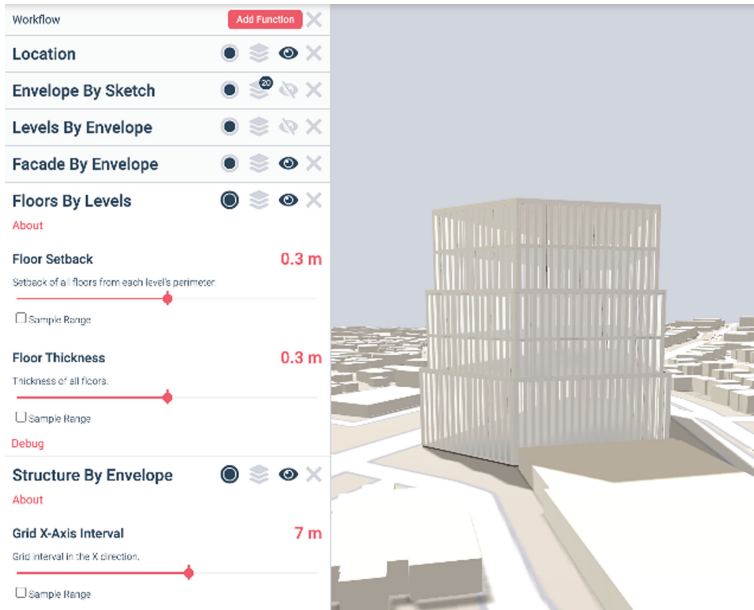 Workflow Add Function
Location
Envelope By Sketch 20
Levels By Envelope
Facade By Envelope
Floors By Levels
About
Floor Setback 0.3 m
Setback of all floors from each level's perimeter.
Sample Range
Floor Thickness 0.3 m
Thickness of all floors.
Sample Range
Debug
Structure By Envelope
About
Grid X-Axis Interval 7 m
Grid interval in the X direction.
Sample Range